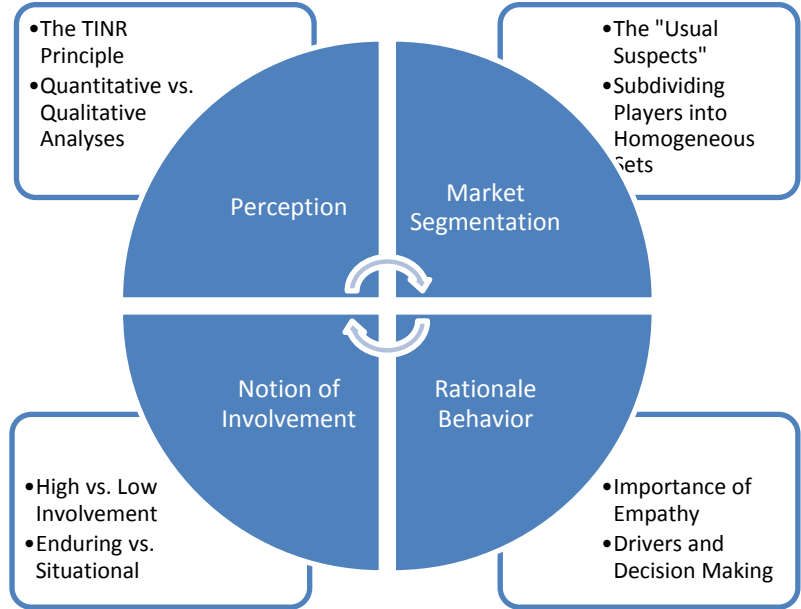 •The TINR
Principle
•Quantitative vs.
Qualitative
Analyses
•The "Usual
Suspects"
•Subdividing
Players into
Homogeneous
Sets
Perception
Market
Segmentation
Notion of
Involvement
Rationale
Behavior
•High vs. Low
Involvement
•Enduring vs.
Situational
•Importance of
Empathy
•Drivers and
Decision Making